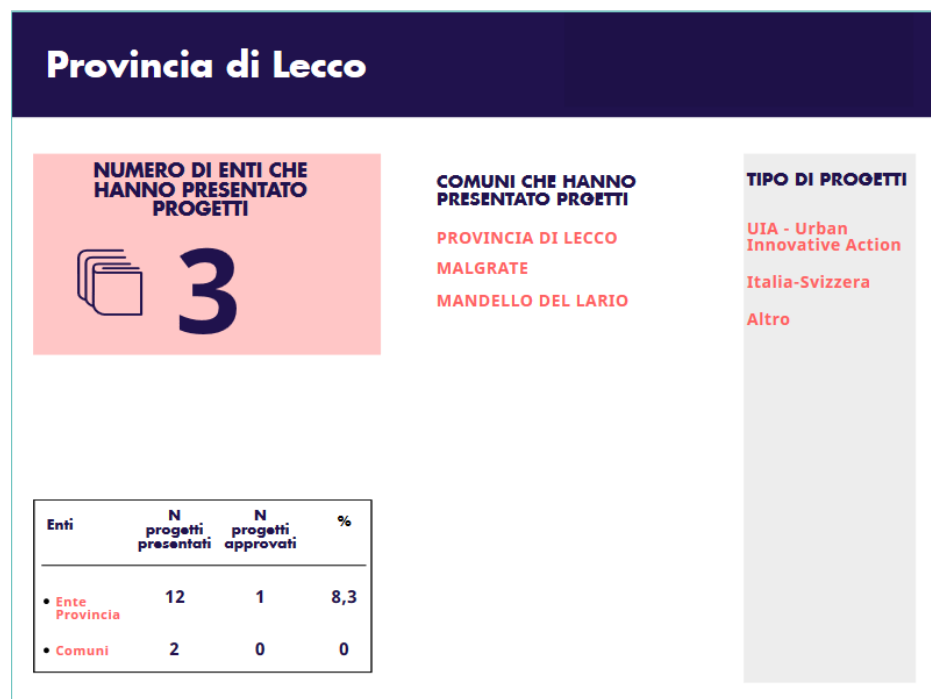 Provincia di Lecco
NUMERO DI ENTI CHE
HANNO PRESENTATO
PROGETTI
3
COMUNI CHE HANNO
PRESENTATO PRGETTI
PROVINCIA DI LECCO
MALGRATE
MANDELLO DEL LARIO
TIPO DI PROGETTI
UIA - Urban
Innovative Action
Italia-Svizzera
Altro
Enti
N
progetti
presentati
N
progetti
approvati
%
• Ente
Provincia
12
1
8,3
• Comuni
2
0
0